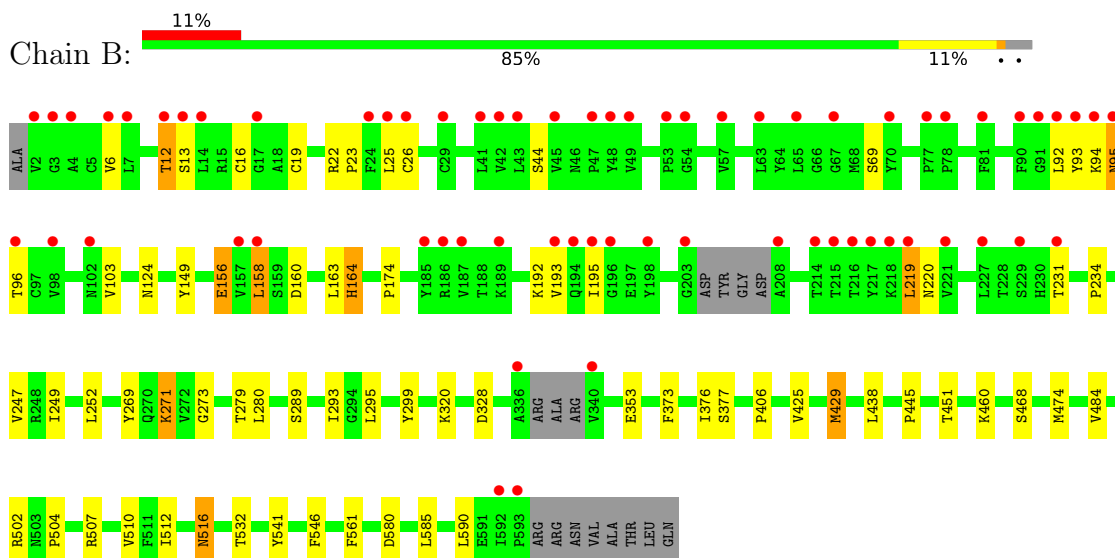 11%
Chain B:
85% 11% • •
ALA V2 G3 A4 C5 V6 L7 T12 S13 L14 R15 C16 G17 A18 C19 R22 P23 F24 L25 C26 C29 L41 V42 L43 S44 V45 N46 P47 Y48 V49 P53 G54 V57 L63 Y64 L65 G66 G67 M68 S69 Y70 P77 P78 F81 F90 G91 L92 Y93 K94 N95
T96 C97 V98 N102 V103 N124 Y149 E156 V157 L158 S159 D160 L163 H164 P174 Y185 R186 V187 T188 K189 K192 V193 Q194 I195 G196 E197 Y198 G203 ASP TYR GLY ASP A208 T214 T215 T216 Y217 K218 L219 N220 V221 L227 T228 S229 H230 T231 P234
V247 R248 I249 L252 Y269 Q270 K271 V272 G273 T279 L280 S289 I293 G294 L295 Y299 K320 D328 A336 ARG ALA ARG V340 E353 F373 I376 S377 P406 V425 M429 L438 P445 T451 K460 S468 M474 V484
R502 N503 P504 R507 V510 F511 I512 N516 T532 Y541 F546 F561 D580 L585 L590 E591 I592 P593 ARG ARG ASN VAL ALA THR LEU GLN